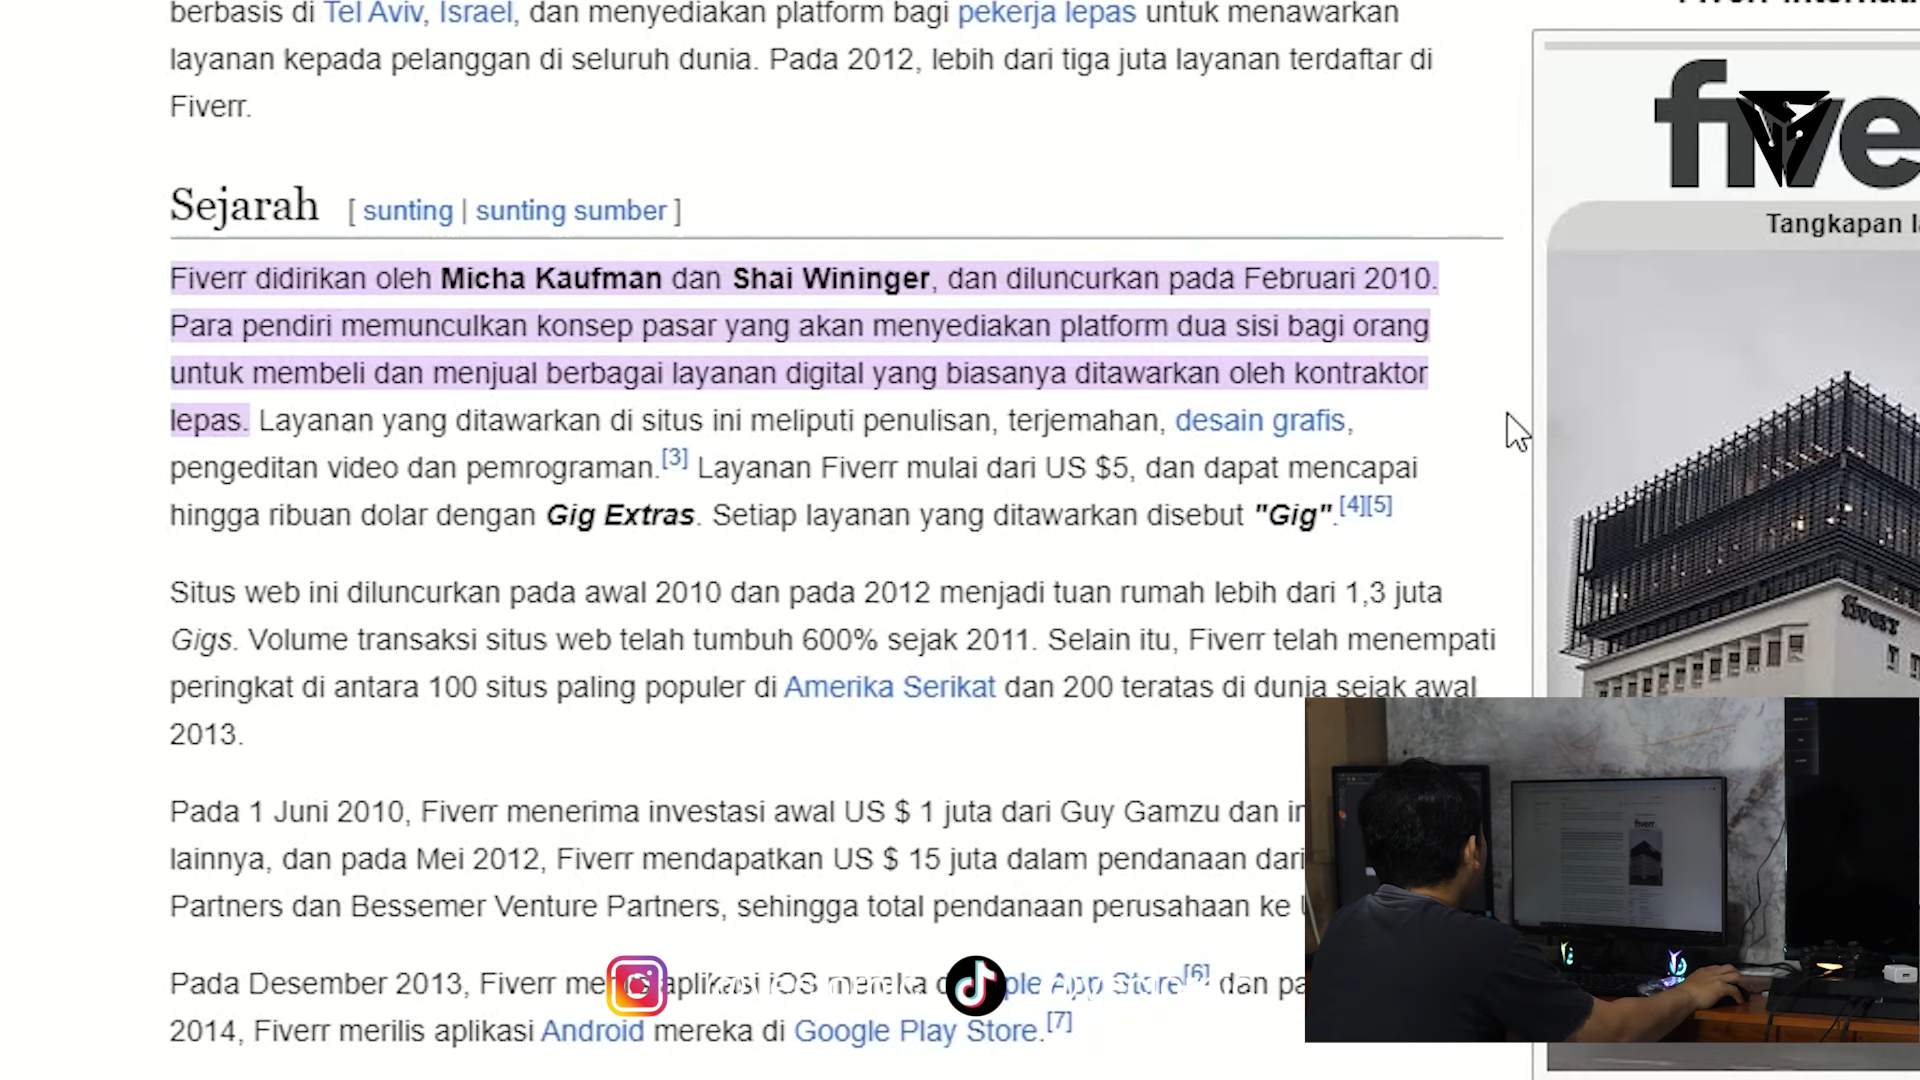 berbasis di Tel Aviv, Israel, dan menyediakan platform bagi pekerja lepas untuk menawarkan
layanan kepada pelanggan di seluruh dunia. Pada 2012, lebih dari tiga juta layanan terdaftar di
Fiverr.
Sejarah [ sunting | sunting sumber ]
Fiverr didirikan oleh Micha Kaufman dan Shai Wininger, dan diluncurkan pada Februari 2010.
Para pendiri memunculkan konsep pasar yang akan menyediakan platform dua sisi bagi orang
untuk membeli dan menjual berbagai layanan digital yang biasanya ditawarkan oleh kontraktor
lepas. Layanan yang ditawarkan di situs ini meliputi penulisan, terjemahan, desain grafis,
pengeditan video dan pemrograman.[3] Layanan Fiverr mulai dari US $5, dan dapat mencapai
hingga ribuan dolar dengan Gig Extras. Setiap layanan yang ditawarkan disebut "Gig".[4][5]
Situs web ini diluncurkan pada awal 2010 dan pada 2012 menjadi tuan rumah lebih dari 1,3 juta
Gigs. Volume transaksi situs web telah tumbuh 600% sejak 2011. Selain itu, Fiverr telah menempati
peringkat di antara 100 situs paling populer di Amerika Serikat dan 200 teratas di dunia sejak awal
2013.
Pada 1 Juni 2010, Fiverr menerima investasi awal US $ 1 juta dari Guy Gamzu dan in
lainnya, dan pada Mei 2012, Fiverr mendapatkan US $ 15 juta dalam pendanaan dari
Partners dan Bessemer Venture Partners, sehingga total pendanaan perusahaan ke
Pada Desember 2013, Fiverr aplikasi iOS App Store[6] dan pa
2014, Fiverr merilis aplikasi Android mereka di Google Play Store.[7]
five
Tangkapan la
fiverr
fiverr